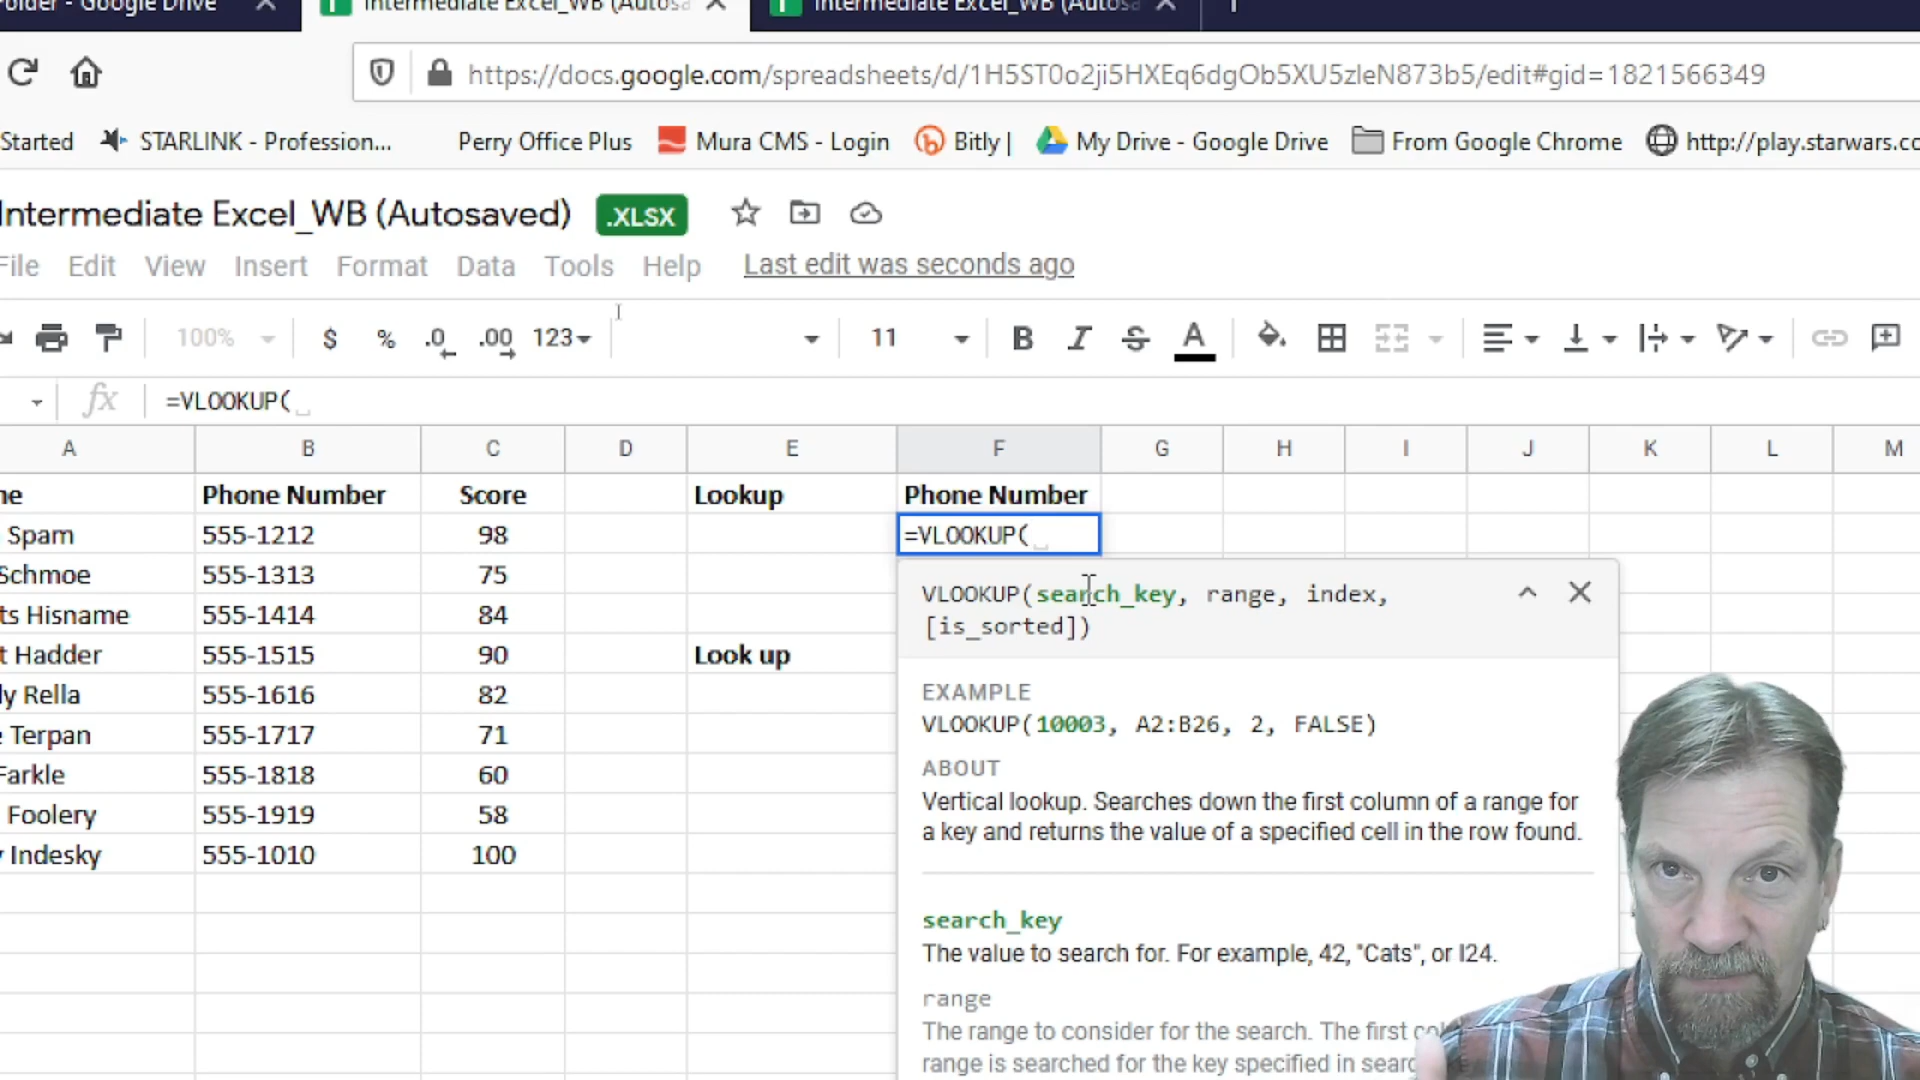 older - Google Drive
Intermediate Excel_WB (Autosa
Intermediate Excel_WB (Autosa
https://docs.google.com/spreadsheets/d/1H5ST0o2ji5HXEq6dgOb5XU5zleN873b5/edit#gid=1821566349
Started STARLINK - Profession... Perry Office Plus Mura CMS - Login Bitly | My Drive - Google Drive From Google Chrome http://play.starwars.co
Intermediate Excel_WB (Autosaved) .XLSX
File Edit View Insert Format Data Tools Help Last edit was seconds ago
100% $ % .0 .00 123 11 B I S A
fx =VLOOKUP(
A B C D E F G H I J K L M
ne Phone Number Score Lookup Phone Number
Spam 555-1212 98 =VLOOKUP(
Schmoe 555-1313 75
ts Hisname 555-1414 84
t Hadder 555-1515 90 Look up
ly Rella 555-1616 82
e Terpan 555-1717 71
Farkle 555-1818 60
Foolery 555-1919 58
y Indesky 555-1010 100
VLOOKUP(search_key, range, index,
[is_sorted])
EXAMPLE
VLOOKUP(10003, A2:B26, 2, FALSE)
ABOUT
Vertical lookup. Searches down the first column of a range for
a key and returns the value of a specified cell in the row found.
search_key
The value to search for. For example, 42, "Cats", or I24.
range
The range to consider for the search. The first col
range is searched for the key specified in searc